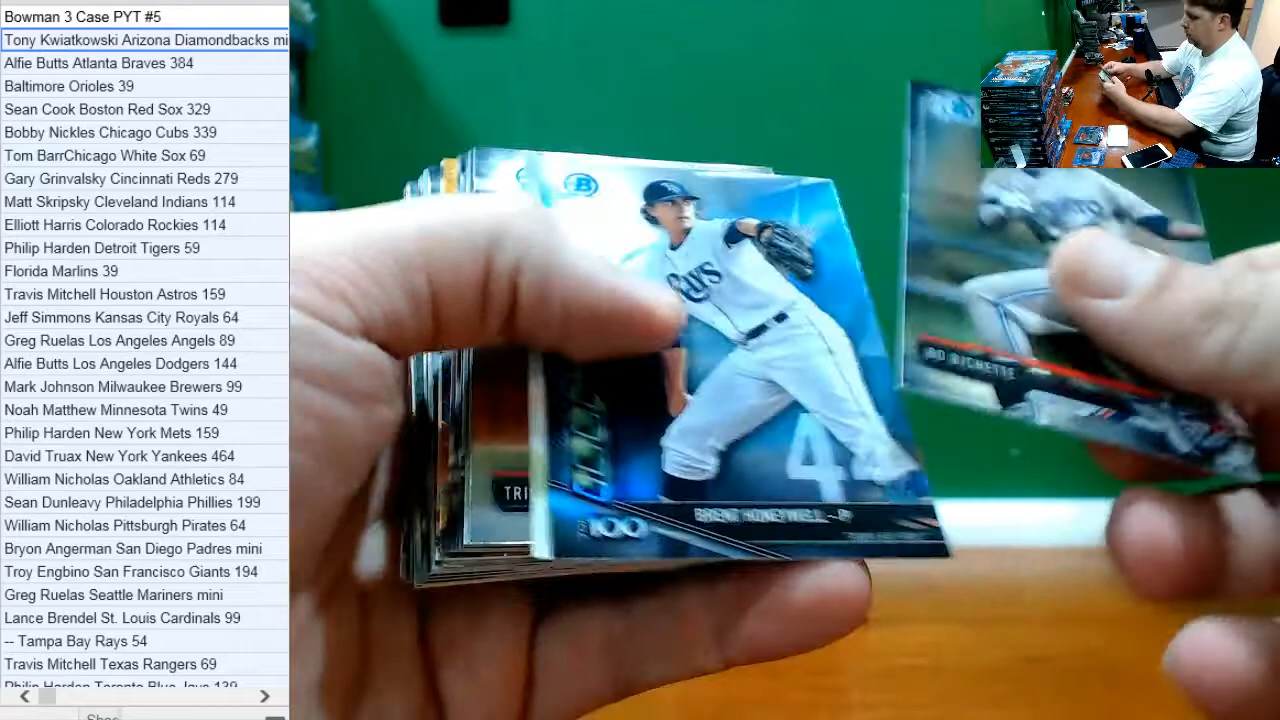 Bowman 3 Case PYT #5
Tony Kwiatkowski Arizona Diamondbacks mi
Alfie Butts Atlanta Braves 384
Baltimore Orioles 39
Sean Cook Boston Red Sox 329
Bobby Nickles Chicago Cubs 339
Tom BarrChicago White Sox 69
Gary Grinvalsky Cincinnati Reds 279
Matt Skripsky Cleveland Indians 114
Elliott Harris Colorado Rockies 114
Philip Harden Detroit Tigers 59
Florida Marlins 39
Travis Mitchell Houston Astros 159
Jeff Simmons Kansas City Royals 64
Greg Ruelas Los Angeles Angels 89
Alfie Butts Los Angeles Dodgers 144
Mark Johnson Milwaukee Brewers 99
Noah Matthew Minnesota Twins 49
Philip Harden New York Mets 159
David Truax New York Yankees 464
William Nicholas Oakland Athletics 84
Sean Dunleavy Philadelphia Phillies 199
William Nicholas Pittsburgh Pirates 64
Bryon Angerman San Diego Padres mini
Troy Engbino San Francisco Giants 194
Greg Ruelas Seattle Mariners mini
Lance Brendel St. Louis Cardinals 99
-- Tampa Bay Rays 54
Travis Mitchell Texas Rangers 69
Philip Harden Toronto Blue Jays 139
B
Rays
4
BRENT HONEYWELL
100
TRI
BO BICHETTE